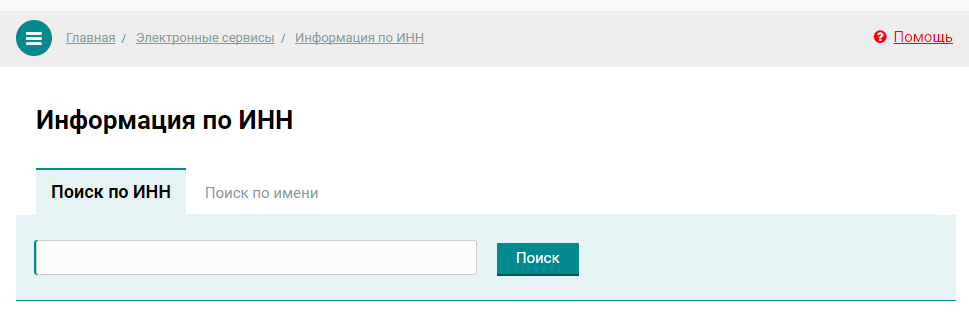 Главная / Электронные сервисы / Информация по ИНН
Помощь
Информация по ИНН
Поиск по ИНН
Поиск по имени
Поиск